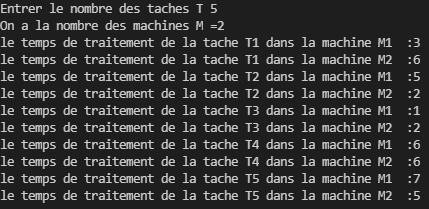 Entrer le nombre des taches T 5
On a la nombre des machines M =2
le temps de traitement de la tache T1 dans la machine M1  :3
le temps de traitement de la tache T1 dans la machine M2  :6
le temps de traitement de la tache T2 dans la machine M1  :5
le temps de traitement de la tache T2 dans la machine M2  :2
le temps de traitement de la tache T3 dans la machine M1  :1
le temps de traitement de la tache T3 dans la machine M2  :2
le temps de traitement de la tache T4 dans la machine M1  :6
le temps de traitement de la tache T4 dans la machine M2  :6
le temps de traitement de la tache T5 dans la machine M1  :7
le temps de traitement de la tache T5 dans la machine M2  :5